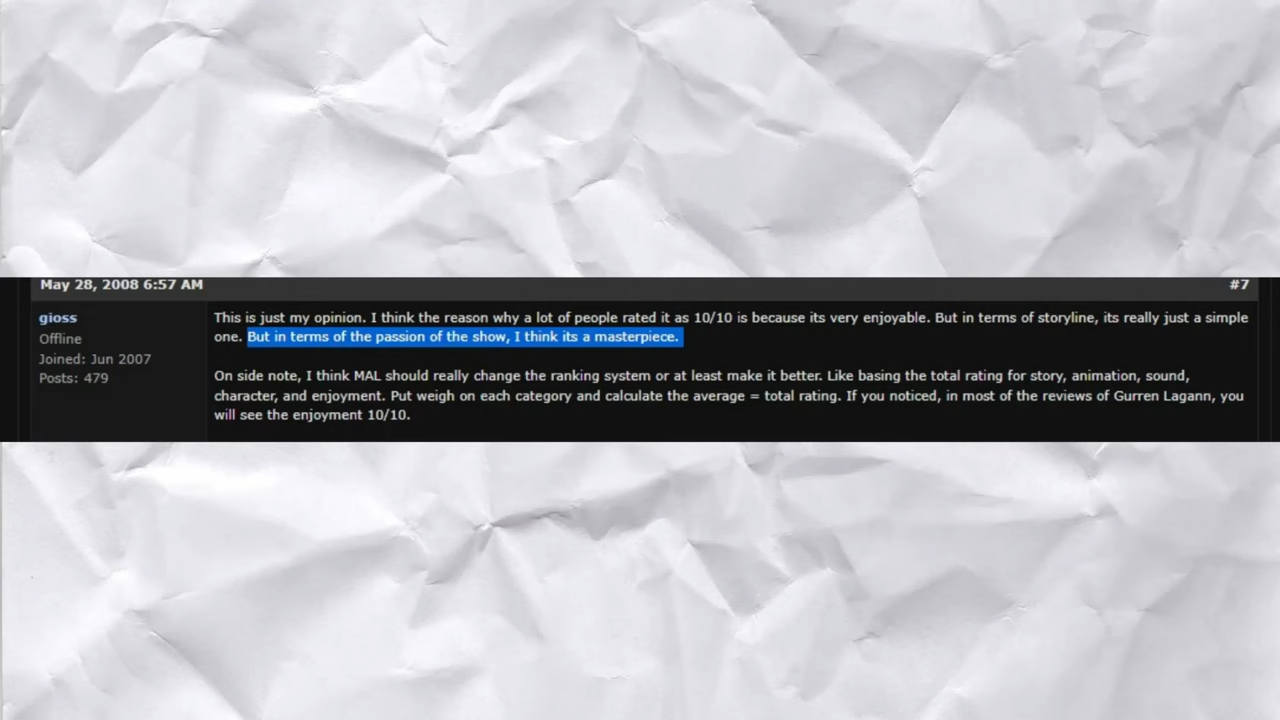 May 28, 2008 6:57 AM #7
gioss
Offline
Joined: Jun 2007
Posts: 479
This is just my opinion. I think the reason why a lot of people rated it as 10/10 is because its very enjoyable. But in terms of storyline, its really just a simple
one. But in terms of the passion of the show, I think its a masterpiece.
On side note, I think MAL should really change the ranking system or at least make it better. Like basing the total rating for story, animation, sound,
character, and enjoyment. Put weigh on each category and calculate the average = total rating. If you noticed, in most of the reviews of Gurren Lagann, you
will see the enjoyment 10/10.